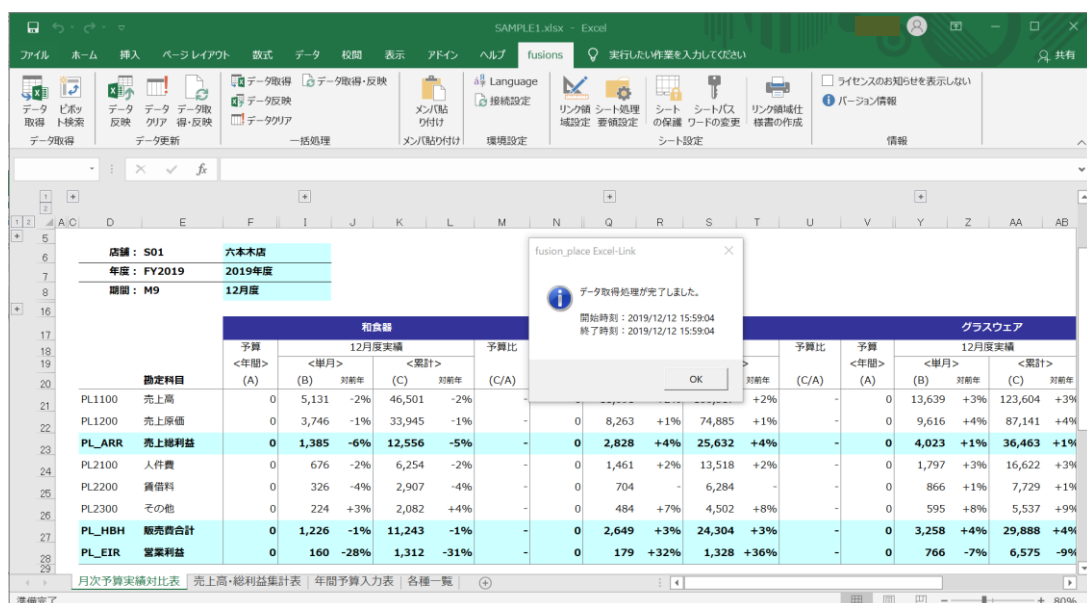 SAMPLE1.xlsx - Excel
ファイル ホーム 挿入 ページ レイアウト 数式 データ 校閲 表示 アドイン ヘルプ fusions 実行したい作業を入力してください 共有
データ取得 ピボット検索 データ反映 データクリア データ取得・反映 データ取得 データ取得・反映 データ反映 データクリア メンバ貼り付け Language 接続設定 リンク領域設定 シート処理要領設定 シートの保護 シートパスワードの変更 リンク領域仕様書の作成 ライセンスのお知らせを表示しない バージョン情報
データ取得 データ更新 一括処理 メンバ貼り付け 環境設定 シート設定 情報
fx
1
2
1 2 A C D E F I J K L M N Q R S T U V Y Z AA AB
5
6 店舗： S01 六本木店
7 年度： FY2019 2019年度
8 期間： M9 12月度
16
17 和食器 グラスウェア
18 予算 12月度実績 予算比 予算比 予算 12月度実績
19 <年間> <単月> <累計> > <年間> <単月> <累計>
20 勘定科目 (A) (B) 対前年 (C) 対前年 (C/A) 対前年 (C/A) (A) (B) 対前年 (C) 対前年
21 PL1100 売上高 0 5,131 -2% 46,501 -2% - +2% - 0 13,639 +3% 123,604 +3%
22 PL1200 売上原価 0 3,746 -1% 33,945 -1% - 0 8,263 +1% 74,885 +1% - 0 9,616 +4% 87,141 +4%
23 PL_ARR 売上総利益 0 1,385 -6% 12,556 -5% - 0 2,828 +4% 25,632 +4% - 0 4,023 +1% 36,463 +1%
24 PL2100 人件費 0 676 -2% 6,254 -2% - 0 1,461 +2% 13,518 +2% - 0 1,797 +3% 16,622 +3%
25 PL2200 賃借料 0 326 -4% 2,907 -4% - 0 704 - 6,284 - - 0 866 +1% 7,729 +1%
26 PL2300 その他 0 224 +3% 2,082 +4% - 0 484 +7% 4,502 +8% - 0 595 +8% 5,537 +9%
27 PL_HBH 販売費合計 0 1,226 -1% 11,243 -1% - 0 2,649 +3% 24,304 +3% - 0 3,258 +4% 29,888 +4%
28 PL_EIR 営業利益 0 160 -28% 1,312 -31% - 0 179 +32% 1,328 +36% - 0 766 -7% 6,575 -9%
29
fusion_place Excel-Link
データ取得処理が完了しました。
開始時刻：2019/12/12 15:59:04
終了時刻：2019/12/12 15:59:04
OK
月次予算実績対比表 売上高・総利益集計表 年間予算入力表 各種一覧
準備完了 80%